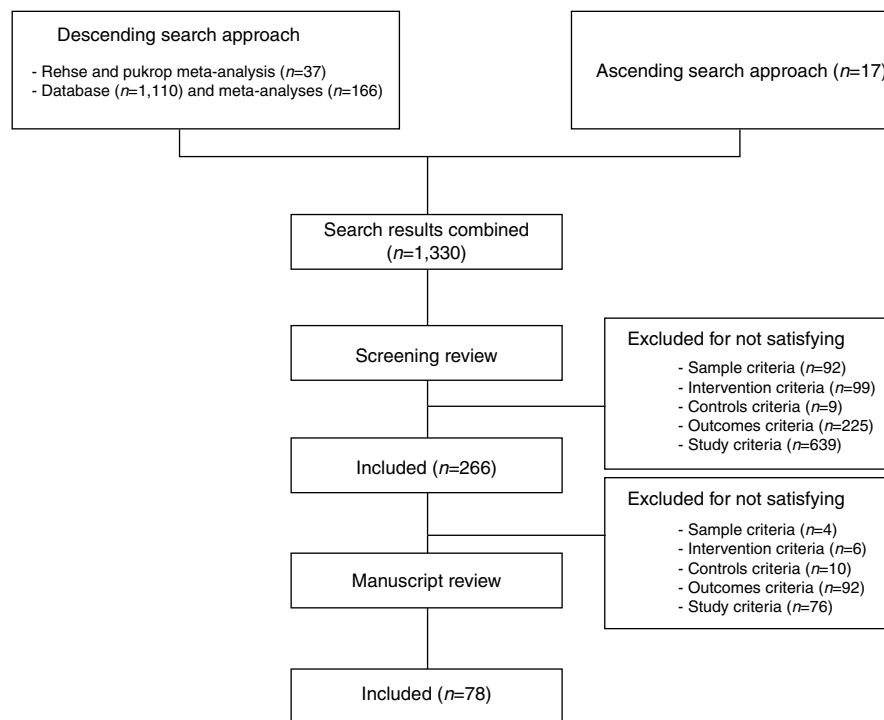 Descending search approach
- Rehse and pukrop meta-analysis (n=37)
- Database (n=1,110) and meta-analyses (n=166)
Ascending search approach (n=17)
Search results combined
(n=1,330)
Screening review
Excluded for not satisfying
- Sample criteria (n=92)
- Intervention criteria (n=99)
- Controls criteria (n=9)
- Outcomes criteria (n=225)
- Study criteria (n=639)
Included (n=266)
Excluded for not satisfying
- Sample criteria (n=4)
- Intervention criteria (n=6)
- Controls criteria (n=10)
- Outcomes criteria (n=92)
- Study criteria (n=76)
Manuscript review
Included (n=78)